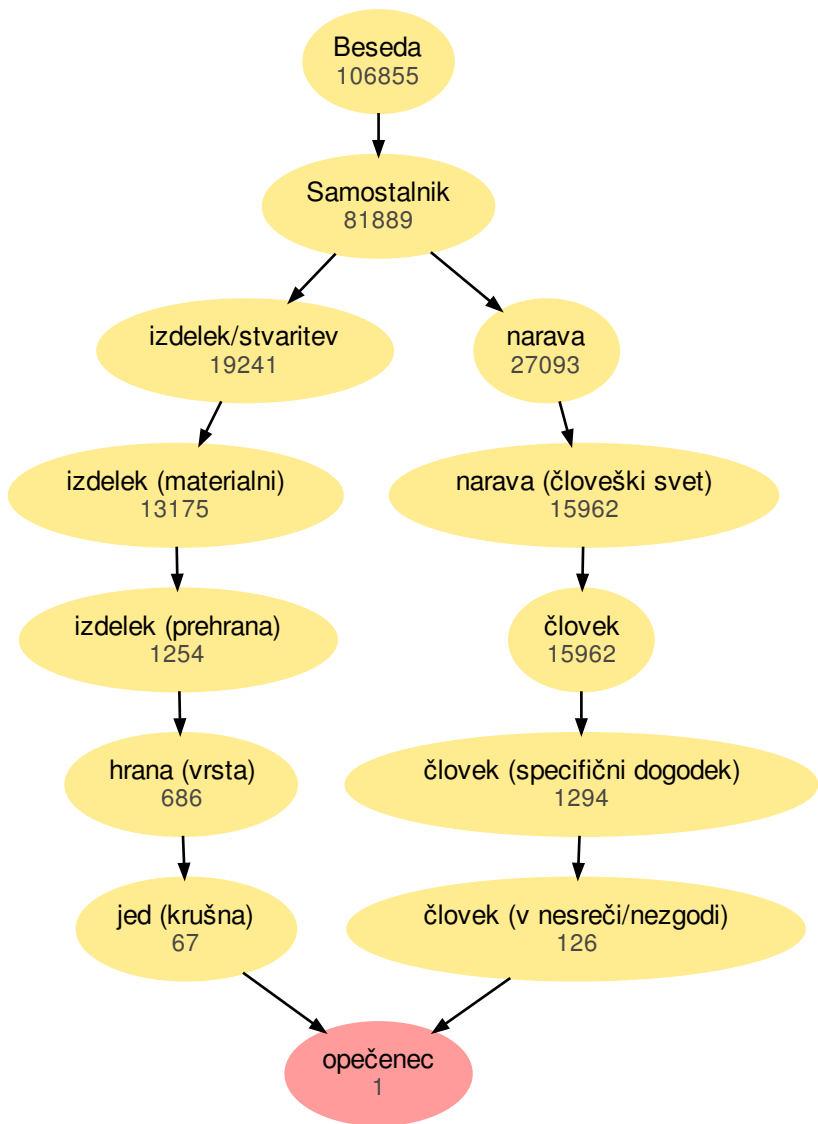 Beseda
106855
Samostalnik
81889
izdelek/stvaritev
19241
narava
27093
izdelek (materialni)
13175
narava (človeški svet)
15962
izdelek (prehrana)
1254
človek
15962
hrana (vrsta)
686
človek (specifični dogodek)
1294
jed (krušna)
67
človek (v nesreči/nezgodi)
126
opečenec
1